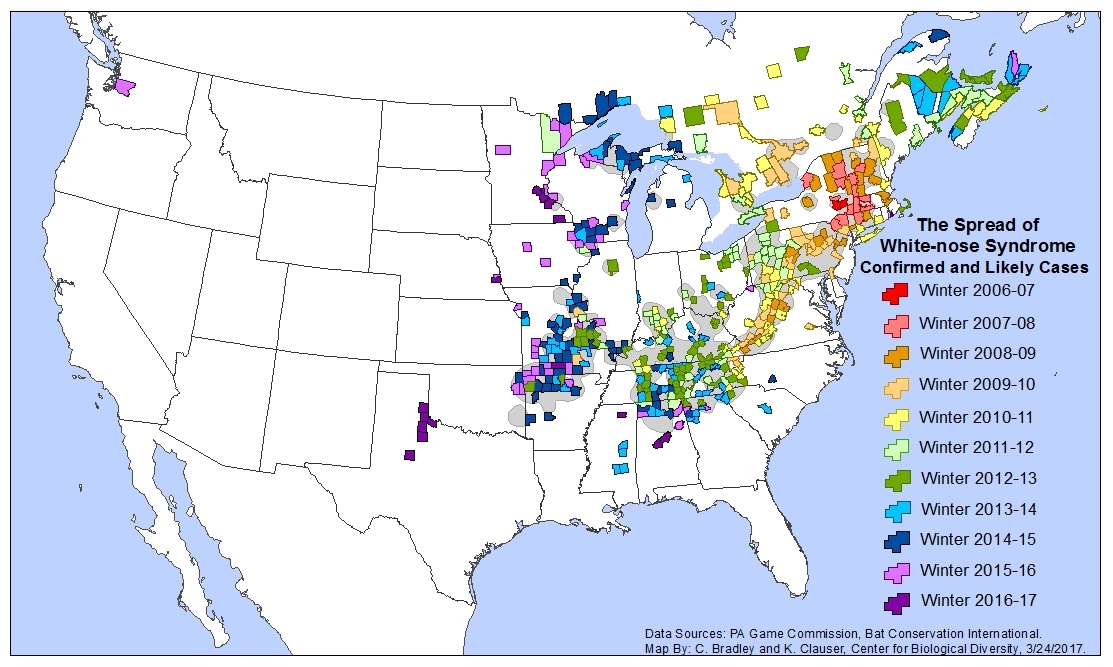 The Spread of
White-nose Syndrome
Confirmed and Likely Cases
Winter 2006-07
Winter 2007-08
Winter 2008-09
Winter 2009-10
Winter 2010-11
Winter 2011-12
Winter 2012-13
Winter 2013-14
Winter 2014-15
Winter 2015-16
Winter 2016-17
Data Sources: PA Game Commission, Bat Conservation International.
Map By: C. Bradley and K. Clauser, Center for Biological Diversity, 3/24/2017.